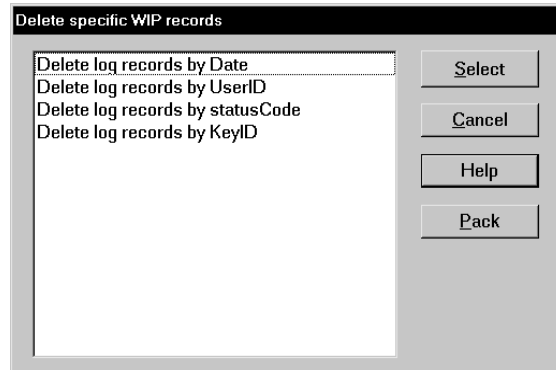 Delete specific WIP records
Delete log records by Date
Delete log records by UserID
Delete log records by statusCode
Delete log records by KeyID
Select
Cancel
Help
Pack